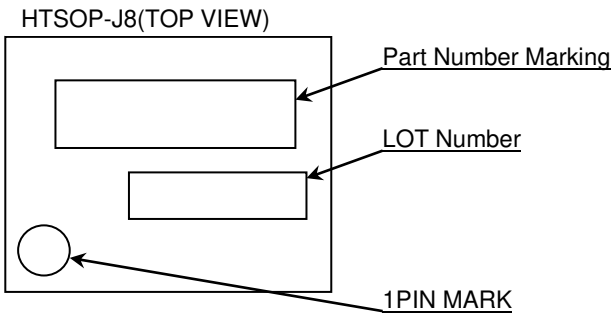 HTSOP-J8(TOP VIEW)
Part Number Marking
LOT Number
1PIN MARK